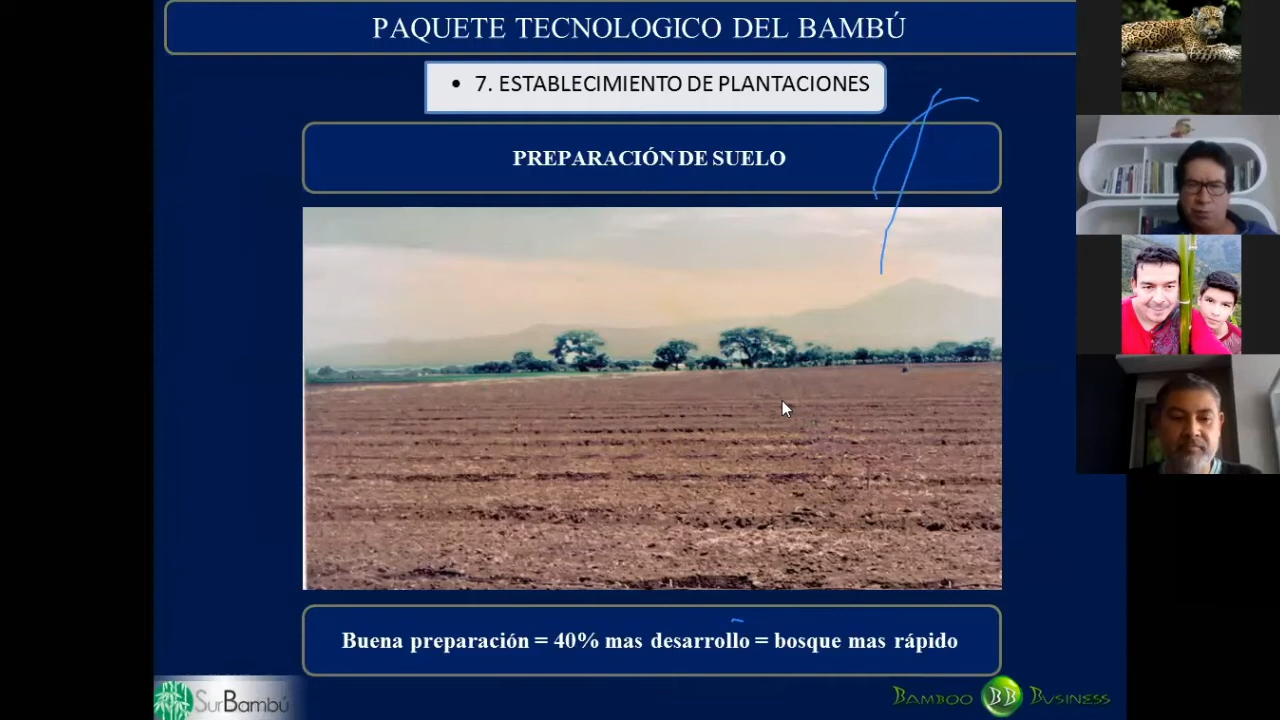 PAQUETE TECNOLOGICO DEL BAMBÚ
• 7. ESTABLECIMIENTO DE PLANTACIONES
PREPARACIÓN DE SUELO
Buena preparación = 40% mas desarrollo = bosque mas rápido
SurBambú
BAMBOO BB BUSINESS